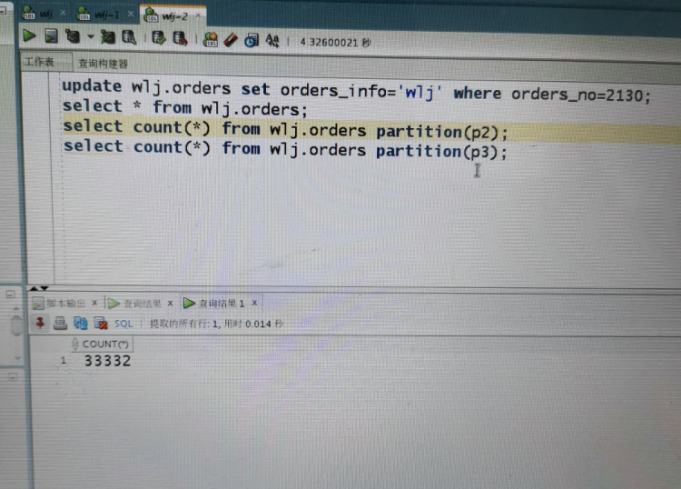 wlj
wlj~1
wlj~2
4.32600021 秒
工作表
查询构建器
update wlj.orders set orders_info='wlj' where orders_no=2130;
select * from wlj.orders;
select count(*) from wlj.orders partition(p2);
select count(*) from wlj.orders partition(p3);
脚本输出 x
查询结果 x
查询结果 1 x
SQL
提取的所有行: 1, 用时 0.014 秒
COUNT(*)
1 33332